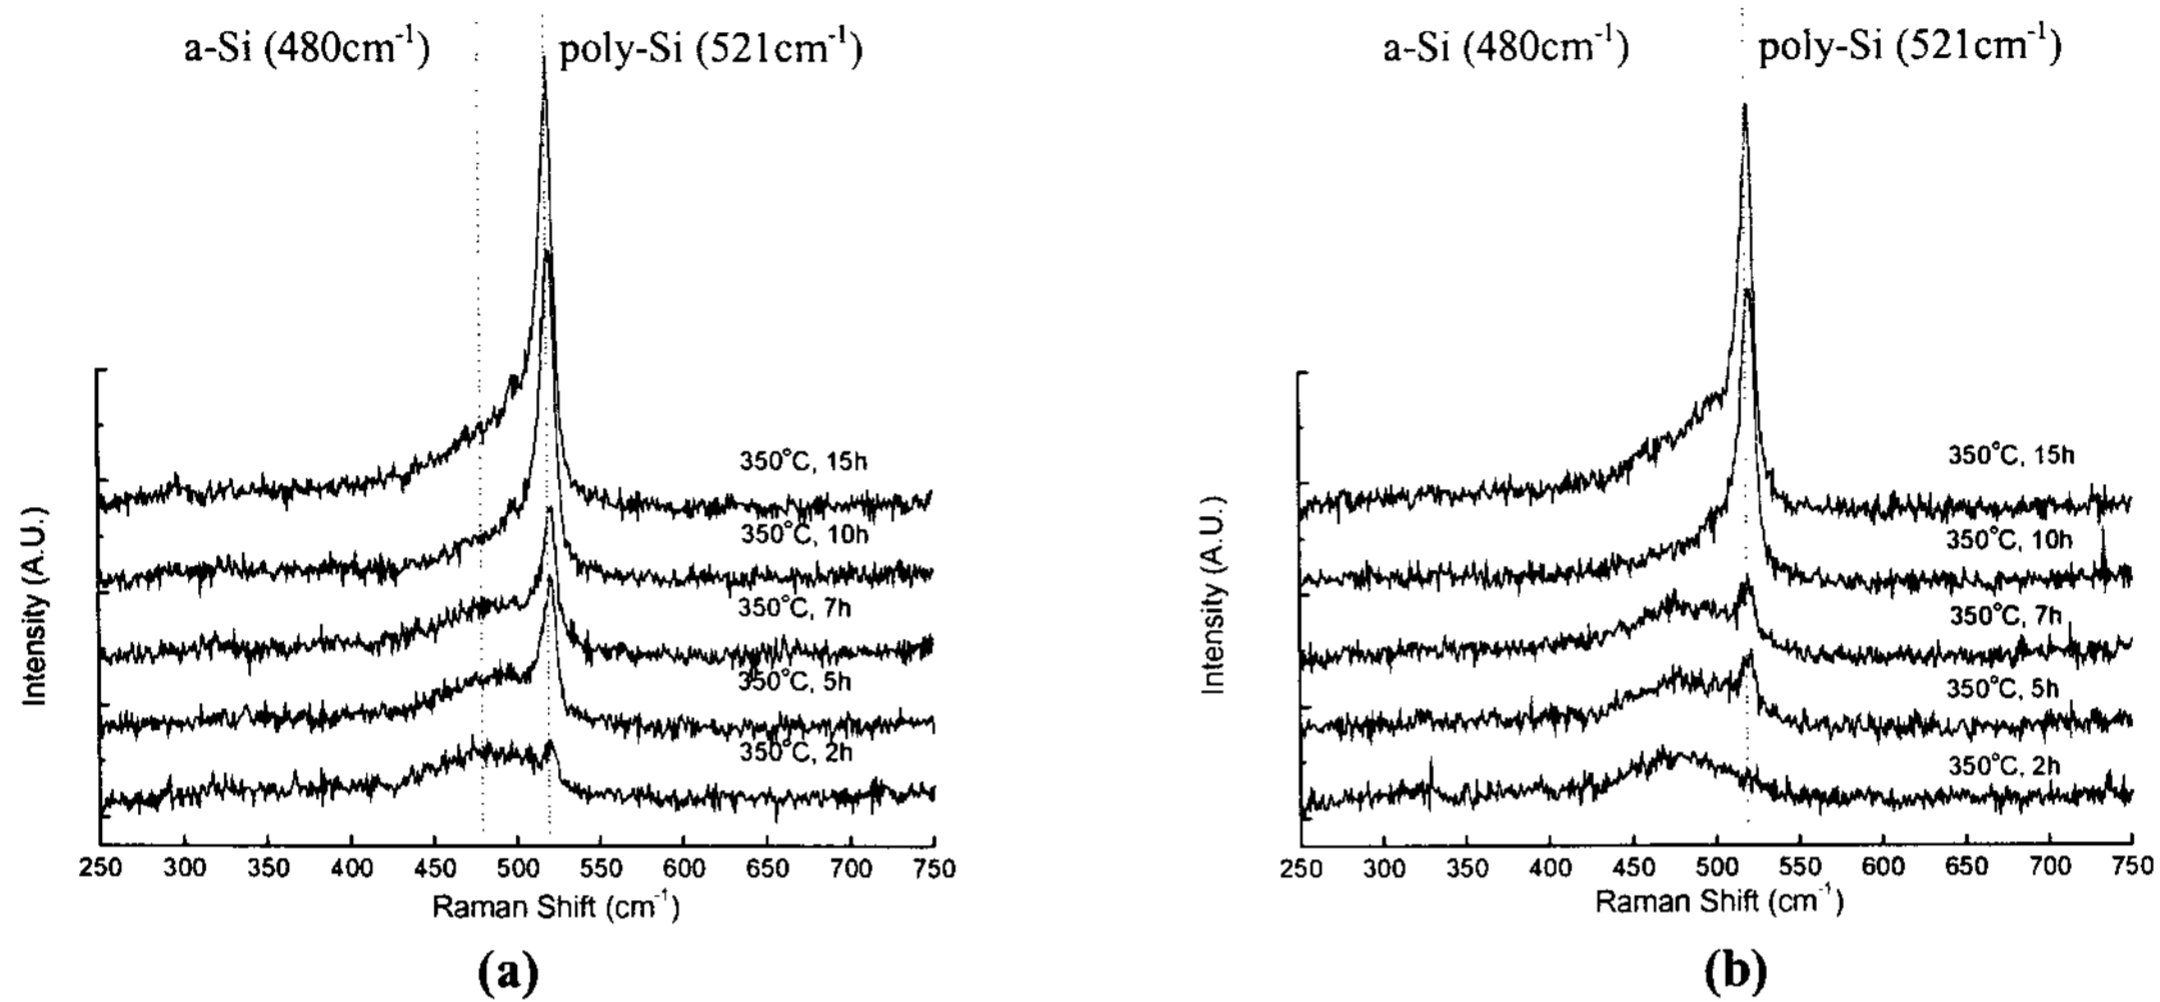 a-Si (480cm⁻¹) poly-Si (521cm⁻¹)
350°C, 15h
350°C, 10h
350°C, 7h
350°C, 5h
350°C, 2h
Intensity (A.U.)
250 300 350 400 450 500 550 600 650 700 750
Raman Shift (cm⁻¹)
(a)
a-Si (480cm⁻¹) poly-Si (521cm⁻¹)
350°C, 15h
350°C, 10h
350°C, 7h
350°C, 5h
350°C, 2h
Intensity (A.U.)
250 300 350 400 450 500 550 600 650 700 750
Raman Shift (cm⁻¹)
(b)